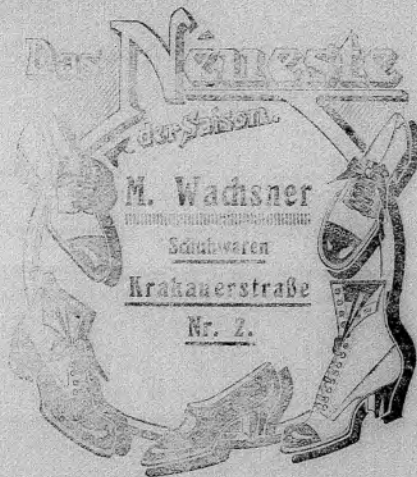 Das Neueste
der Saison.
M. Wachsner
Schuhwaren
Krakauerstraße
Nr. 2.